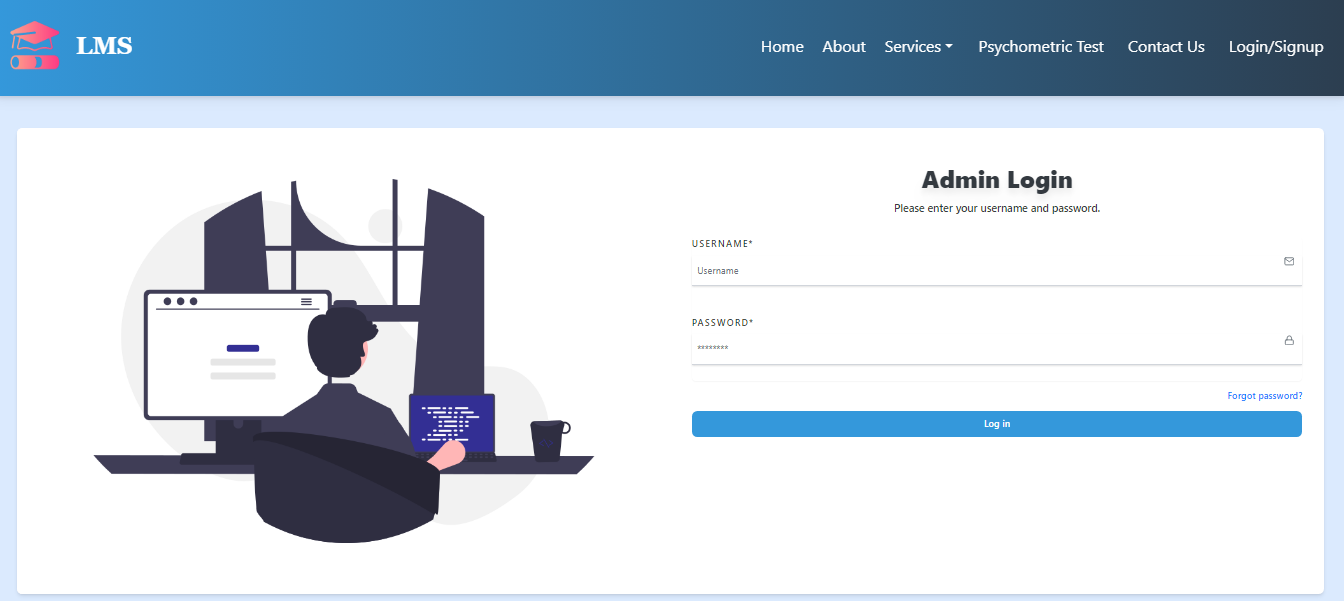 LMS
Home About Services Psychometric Test Contact Us Login/Signup
Admin Login
Please enter your username and password.
USERNAME*
Username
PASSWORD*
********
Forgot password?
Log in